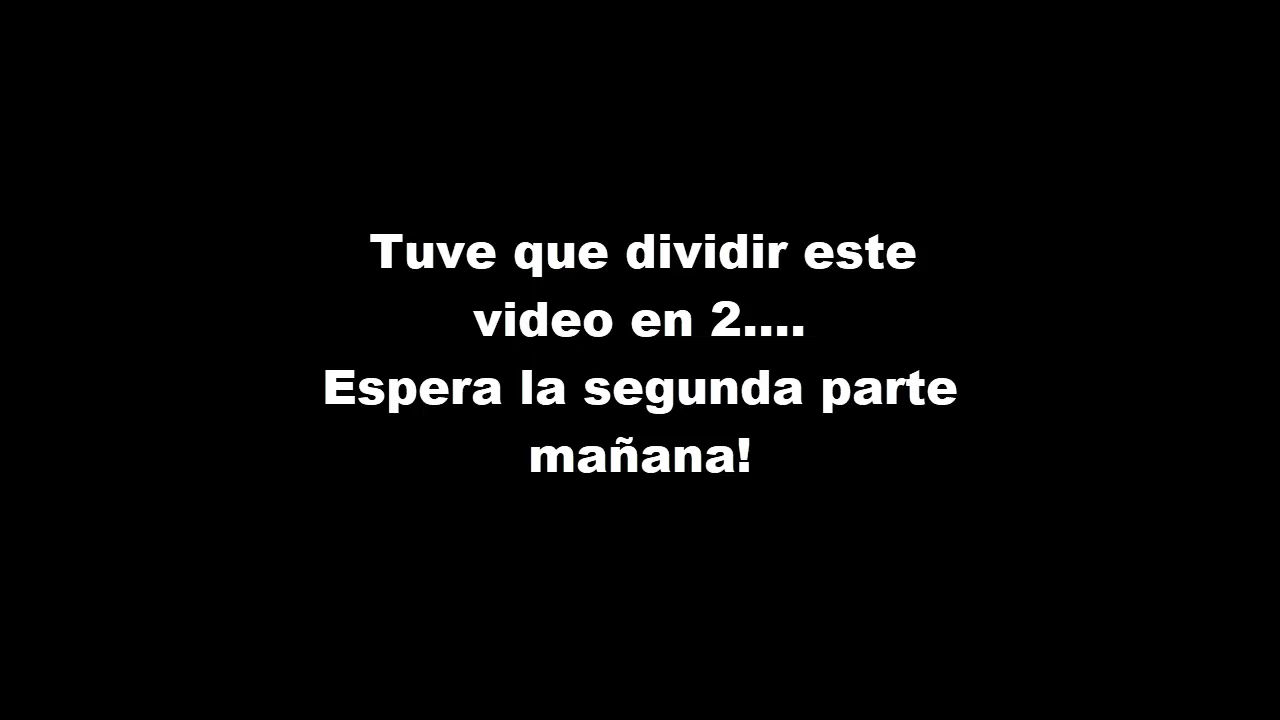 Tuve que dividir este
video en 2....
Espera la segunda parte
mañana!